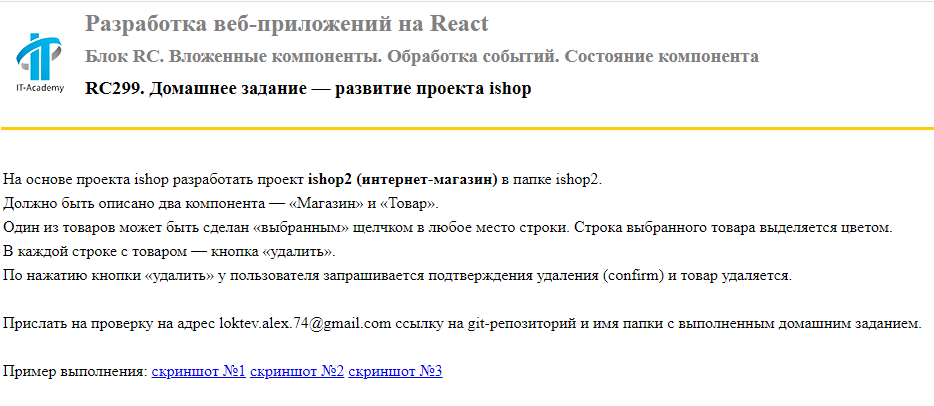 Разработка веб-приложений на React
Блок RC. Вложенные компоненты. Обработка событий. Состояние компонента
IT-Academy
RC299. Домашнее задание — развитие проекта ishop
На основе проекта ishop разработать проект ishop2 (интернет-магазин) в папке ishop2.
Должно быть описано два компонента — «Магазин» и «Товар».
Один из товаров может быть сделан «выбранным» щелчком в любое место строки. Строка выбранного товара выделяется цветом.
В каждой строке с товаром — кнопка «удалить».
По нажатию кнопки «удалить» у пользователя запрашивается подтверждения удаления (confirm) и товар удаляется.
Прислать на проверку на адрес loktev.alex.74@gmail.com ссылку на git-репозиторий и имя папки с выполненным домашним заданием.
Пример выполнения: скриншот №1 скриншот №2 скриншот №3